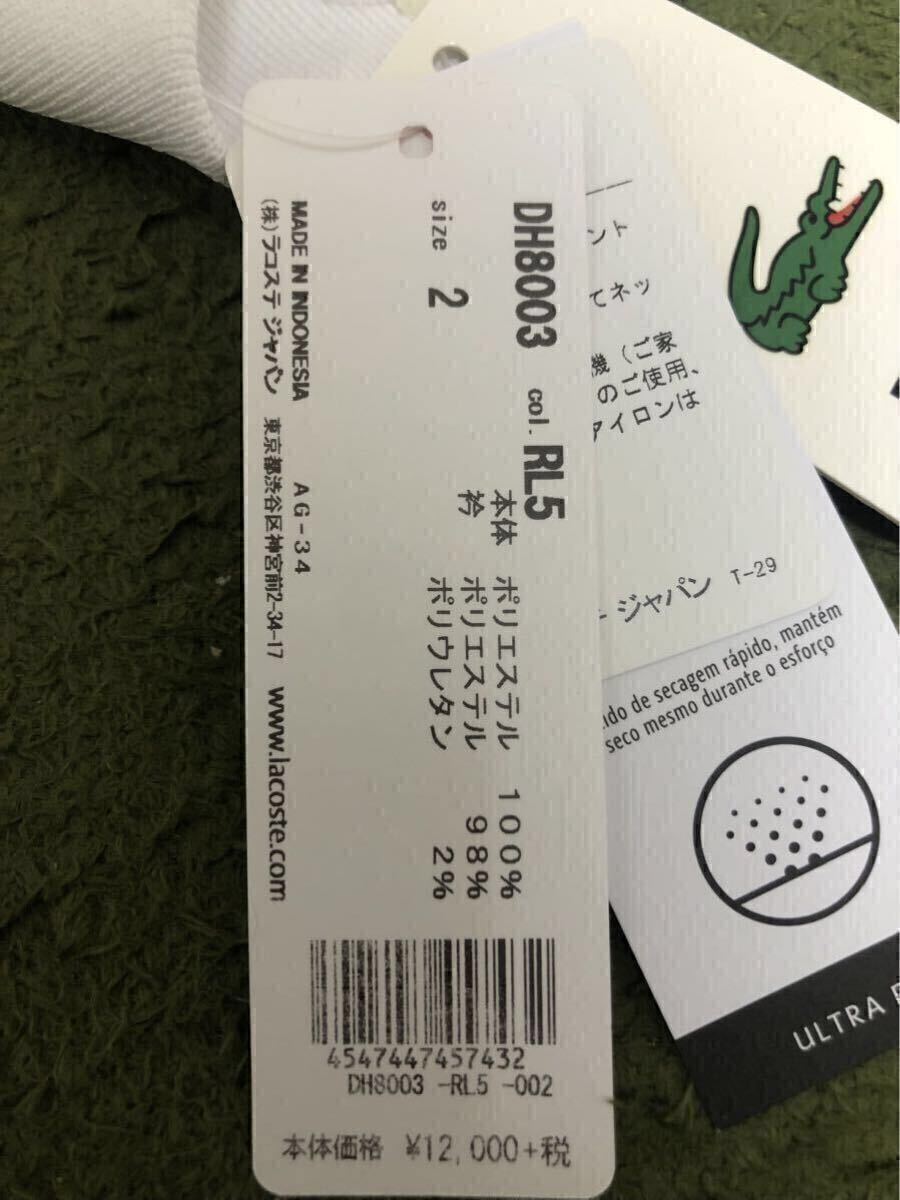 DH8003 col. RL5
size 2
本体 ポリエステル 100%
衿 ポリエステル 98%
ポリウレタン 2%
MADE IN INDONESIA AG-34
(株)ラコステ ジャパン 東京都渋谷区神宮前2-34-17 www.lacoste.com
4547447457432
DH8003 -RL5 -002
本体価格 ¥12,000+税
ント
てネッ
機(ご家
のご使用、
アイロンは
ジャパン T-29
de secagem rápido, mantém
seco mesmo durante o esforço
ULTRA